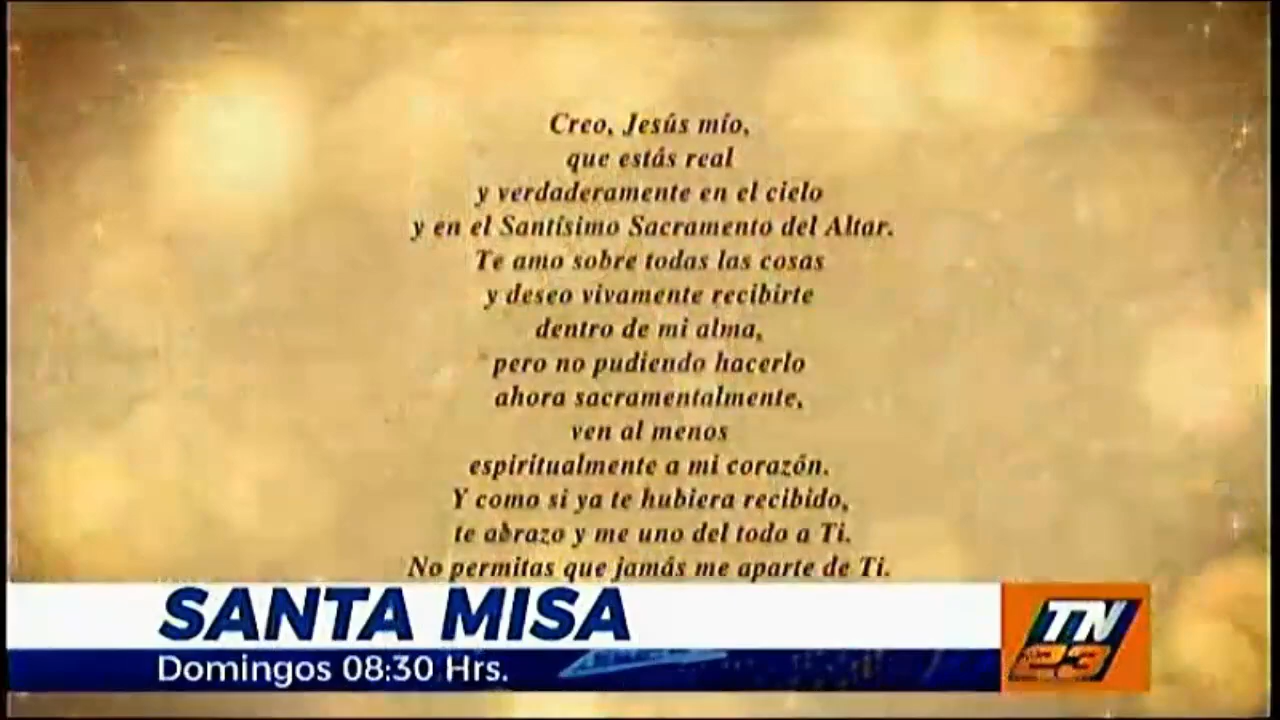 Creo, Jesús mío,
que estás real
y verdaderamente en el cielo
y en el Santísimo Sacramento del Altar.
Te amo sobre todas las cosas
y deseo vivamente recibirte
dentro de mi alma,
pero no pudiendo hacerlo
ahora sacramentalmente,
ven al menos
espiritualmente a mi corazón.
Y como si ya te hubiera recibido,
te abrazo y me uno del todo a Ti.
No permitas que jamás me aparte de Ti.
SANTA MISA
Domingos 08:30 Hrs.
TN
23